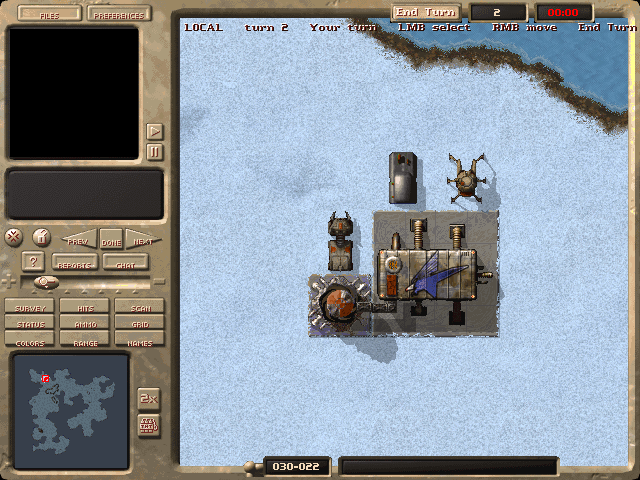 FILES PREFERENCES End Turn 2 00:00
LOCAL turn 2 Your turn LMB select RMB move End Turn
PREV DONE NEXT
? REPORTS CHAT
SURVEY HITS SCAN
STATUS AMMO GRID
COLORS RANGE NAMES
2x
030-022